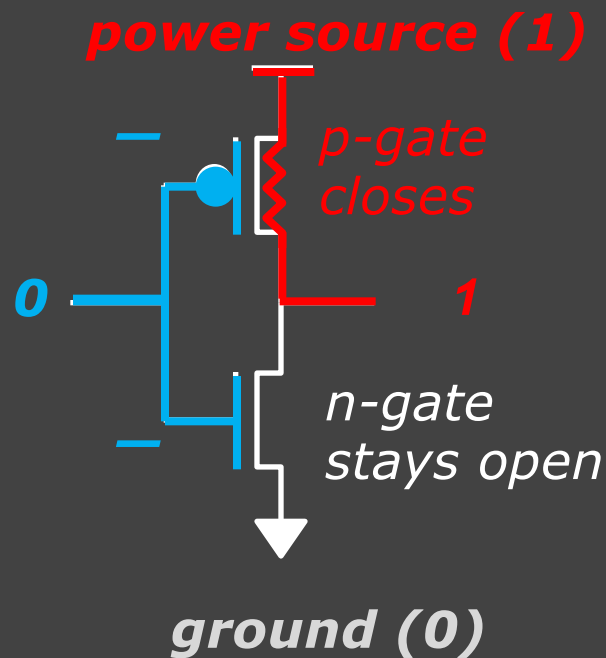 power source (1)
p-gate
closes
0
1
n-gate
stays open
ground (0)